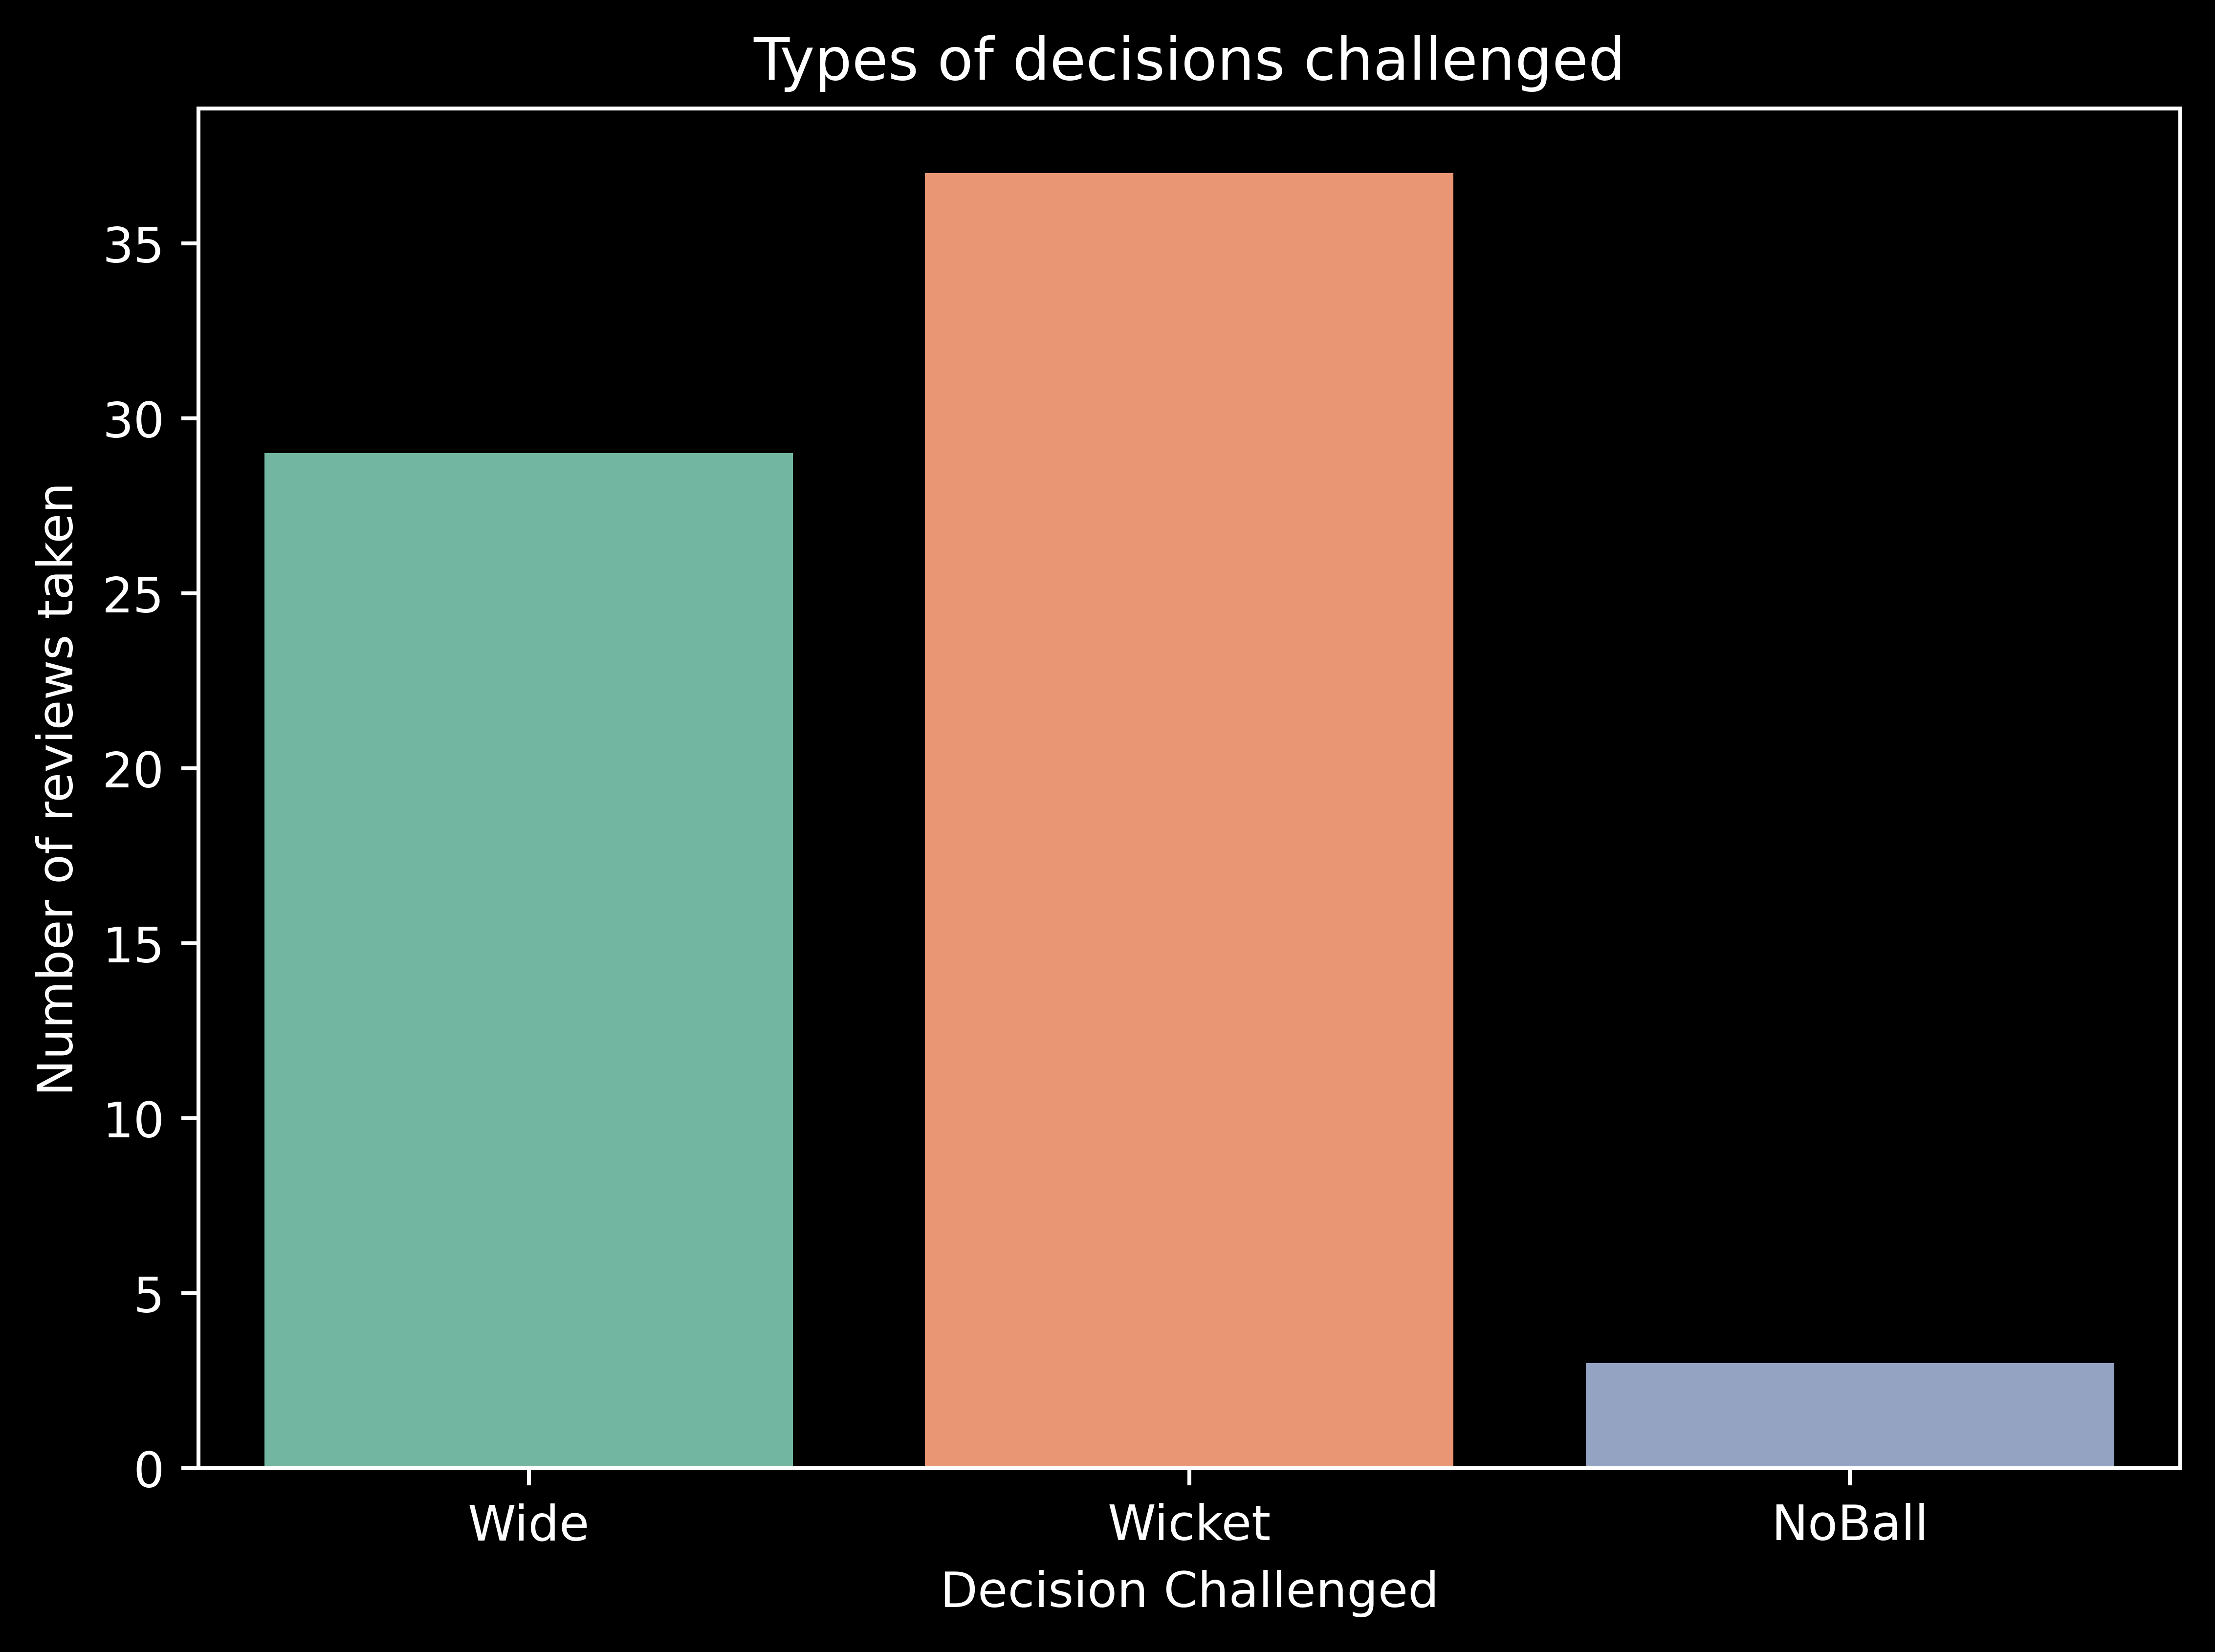 Types of decisions challenged
Number of reviews taken
35
30
25
20
15
10
5
0
Wide
Wicket
NoBall
Decision Challenged